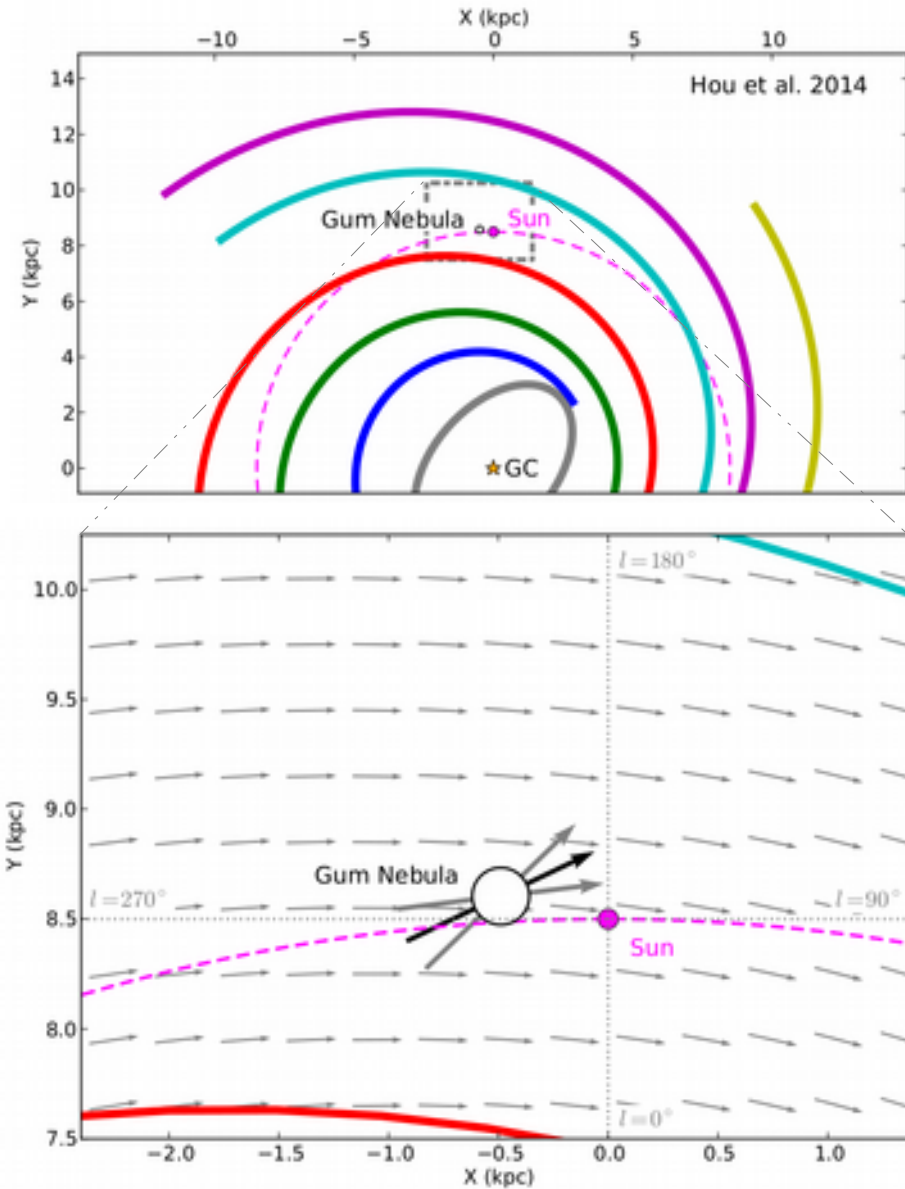 X (kpc)
−10 −5 0 5 10
Hou et al. 2014
14
12
10
8
6
4
2
0
Y (kpc)
Gum Nebula
Sun
GC
l=180°
10.0
9.5
9.0
8.5
8.0
7.5
Y (kpc)
Gum Nebula
l=270°
l=90°
Sun
l=0°
−2.0 −1.5 −1.0 −0.5 0.0 0.5 1.0
X (kpc)